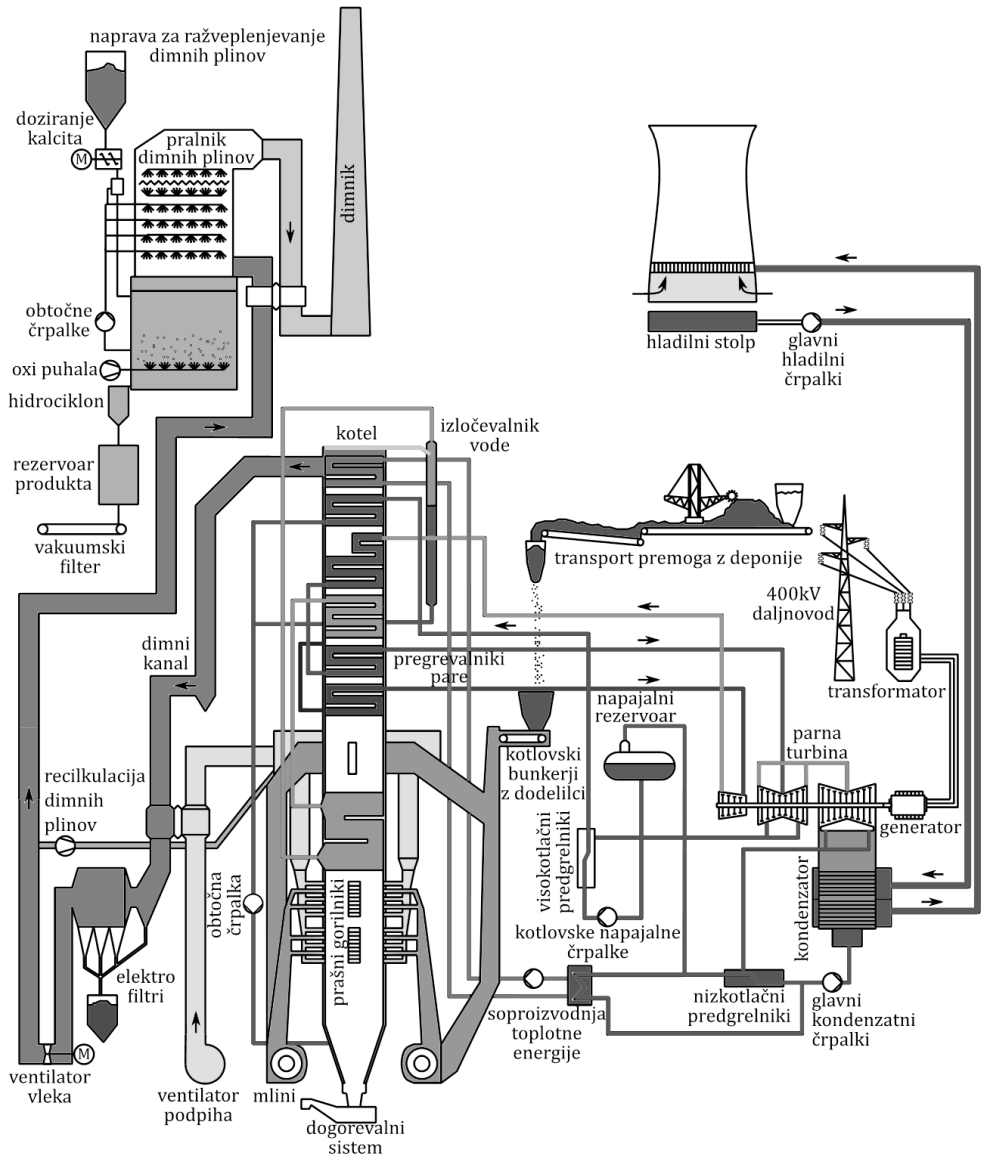 naprava za ražveplenjevanje
dimnih plinov
doziranje
kalcita
M
pralnik
dimnih plinov
dimnik
obtočne
črpalke
oxi puhala
hidrociklon
rezervoar
produkta
vakuumski
filter
hladilni stolp
glavni
hladilni
črpalki
kotel
izločevalnik
vode
transport premoga z deponije
400kV
daljnovod
transformator
dimni
kanal
pregrevalniki
pare
napajalni
rezervoar
kotlovski
bunkerji
z dodelilci
parna
turbina
generator
recilkulacija
dimnih
plinov
visokotlačni
predgrelniki
kotlovske napajalne
črpalke
kondenzator
obtočna
črpalka
prašni gorilniki
elektro
filtri
soproizvodnja
toplotne
energije
nizkotlačni
predgrelniki
glavni
kondenzatni
črpalki
M
ventilator
vleka
ventilator
podpiha
mlini
dogorevalni
sistem